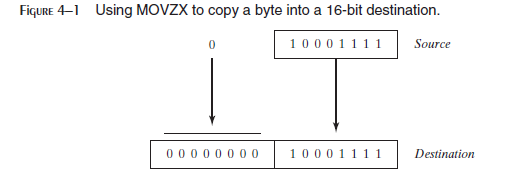 FIGURE 4–1 Using MOVZX to copy a byte into a 16-bit destination.
0 1 0 0 0 1 1 1 1 Source
0 0 0 0 0 0 0 0 1 0 0 0 1 1 1 1 Destination